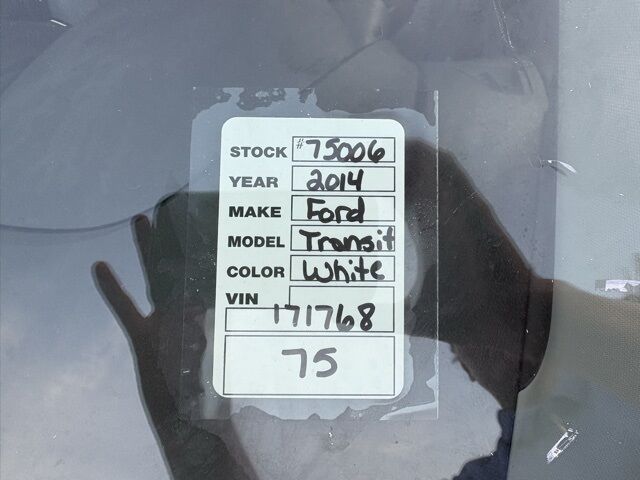 STOCK #75006
YEAR 2014
MAKE Ford
MODEL Transit
COLOR White
VIN
171768
75